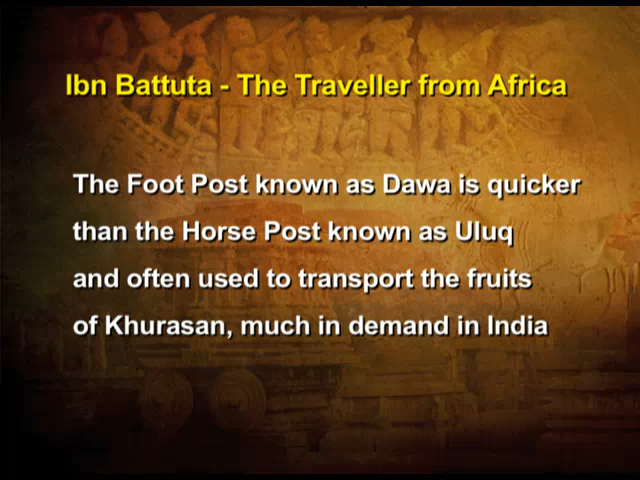 Ibn Battuta - The Traveller from Africa
The Foot Post known as Dawa is quicker
than the Horse Post known as Uluq
and often used to transport the fruits
of Khurasan, much in demand in India